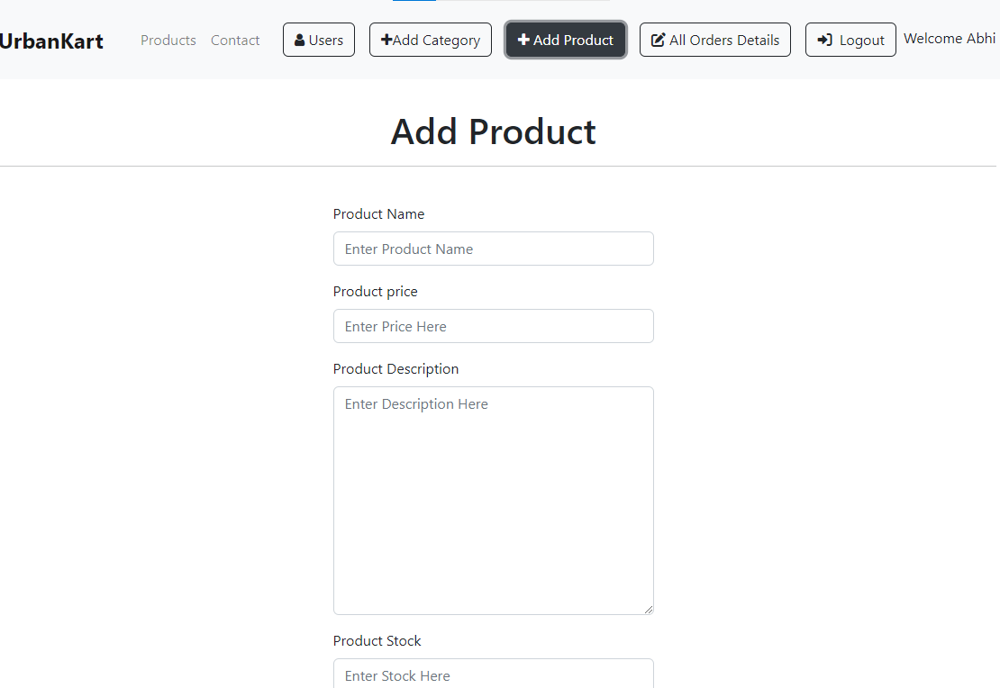 UrbanKart Products Contact Users Add Category Add Product All Orders Details Logout Welcome Abhi
Add Product
Product Name
Enter Product Name
Product price
Enter Price Here
Product Description
Enter Description Here
Product Stock
Enter Stock Here